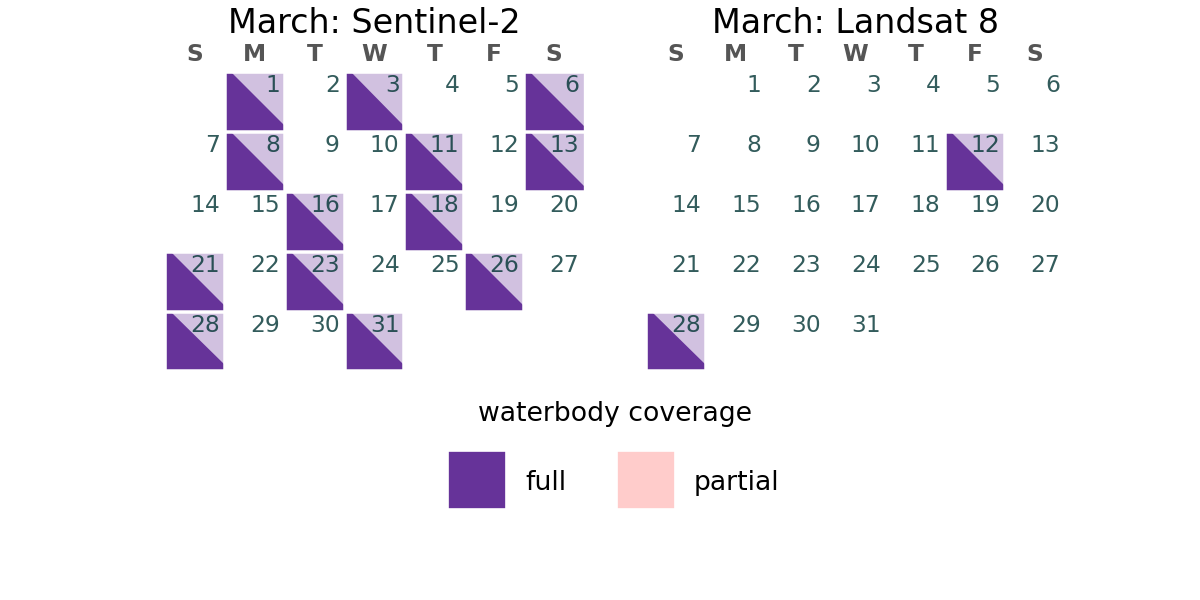 March: Sentinel-2
S M T W T F S
1 2 3 4 5 6
7 8 9 10 11 12 13
14 15 16 17 18 19 20
21 22 23 24 25 26 27
28 29 30 31
March: Landsat 8
S M T W T F S
1 2 3 4 5 6
7 8 9 10 11 12 13
14 15 16 17 18 19 20
21 22 23 24 25 26 27
28 29 30 31
waterbody coverage
full partial